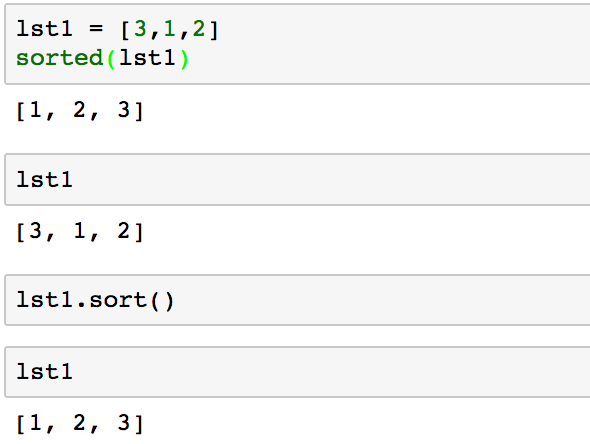 lst1 = [3,1,2]
sorted(lst1)
[1, 2, 3]
lst1
[3, 1, 2]
lst1.sort()
lst1
[1, 2, 3]